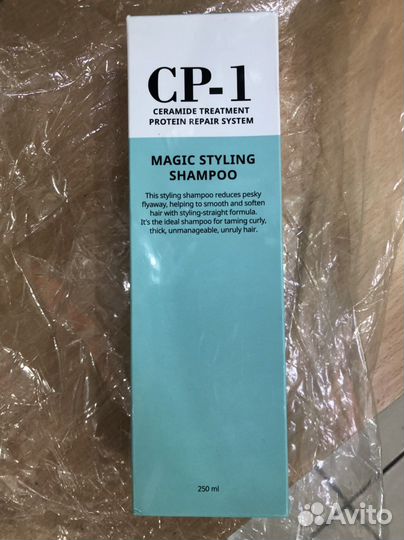 CP-1
CERAMIDE TREATMENT
PROTEIN REPAIR SYSTEM
MAGIC STYLING
SHAMPOO
This styling shampoo reduces pesky
flyaway, helping to smooth and soften
hair with styling-straight formula.
It's the ideal shampoo for taming curly,
thick, unmanageable, unruly hair.
250 ml
Avito